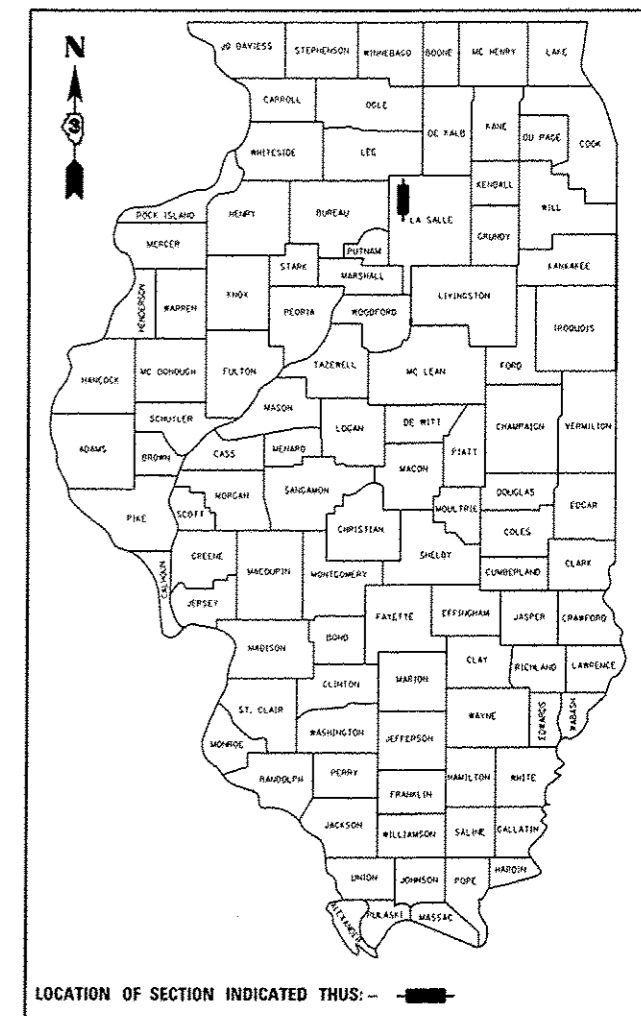 N
3
JO DAVIESS STEPHENSON WINNEBAGO BOONE MC HENRY LAKE
CARROLL OGLE DE KALB KANE DU PAGE COOK
WHITESIDE LEE
KENDALL WILL
ROCK ISLAND HENRY BUREAU LA SALLE
PUTNAM GRUNDY
MERCER STARK MARSHALL KANKAKEE
HENDERSON WARREN KNOX PEORIA WOODFORD LIVINGSTON IROQUOIS
HANCOCK MC DONOUGH FULTON TAZEWELL MC LEAN FORD
MASON
SCHUYLER LOGAN DE WITT CHAMPAIGN VERMILION
ADAMS BROWN CASS MENARD PIATT
MACON
MORGAN SANGAMON DOUGLAS
PIKE SCOTT CHRISTIAN MOULTRIE EDGAR
COLES
GREENE MACOUPIN MONTGOMERY SHELBY CUMBERLAND CLARK
CALHOUN JERSEY
FAYETTE EFFINGHAM JASPER CRAWFORD
MADISON BOND
CLAY RICHLAND LAWRENCE
CLINTON MARION
ST. CLAIR WAYNE EDWARDS WABASH
WASHINGTON JEFFERSON
MONROE
RANDOLPH PERRY HAMILTON WHITE
FRANKLIN
JACKSON WILLIAMSON SALINE GALLATIN
UNION JOHNSON POPE HARDIN
ALEXANDER PULASKI MASSAC
LOCATION OF SECTION INDICATED THUS: -